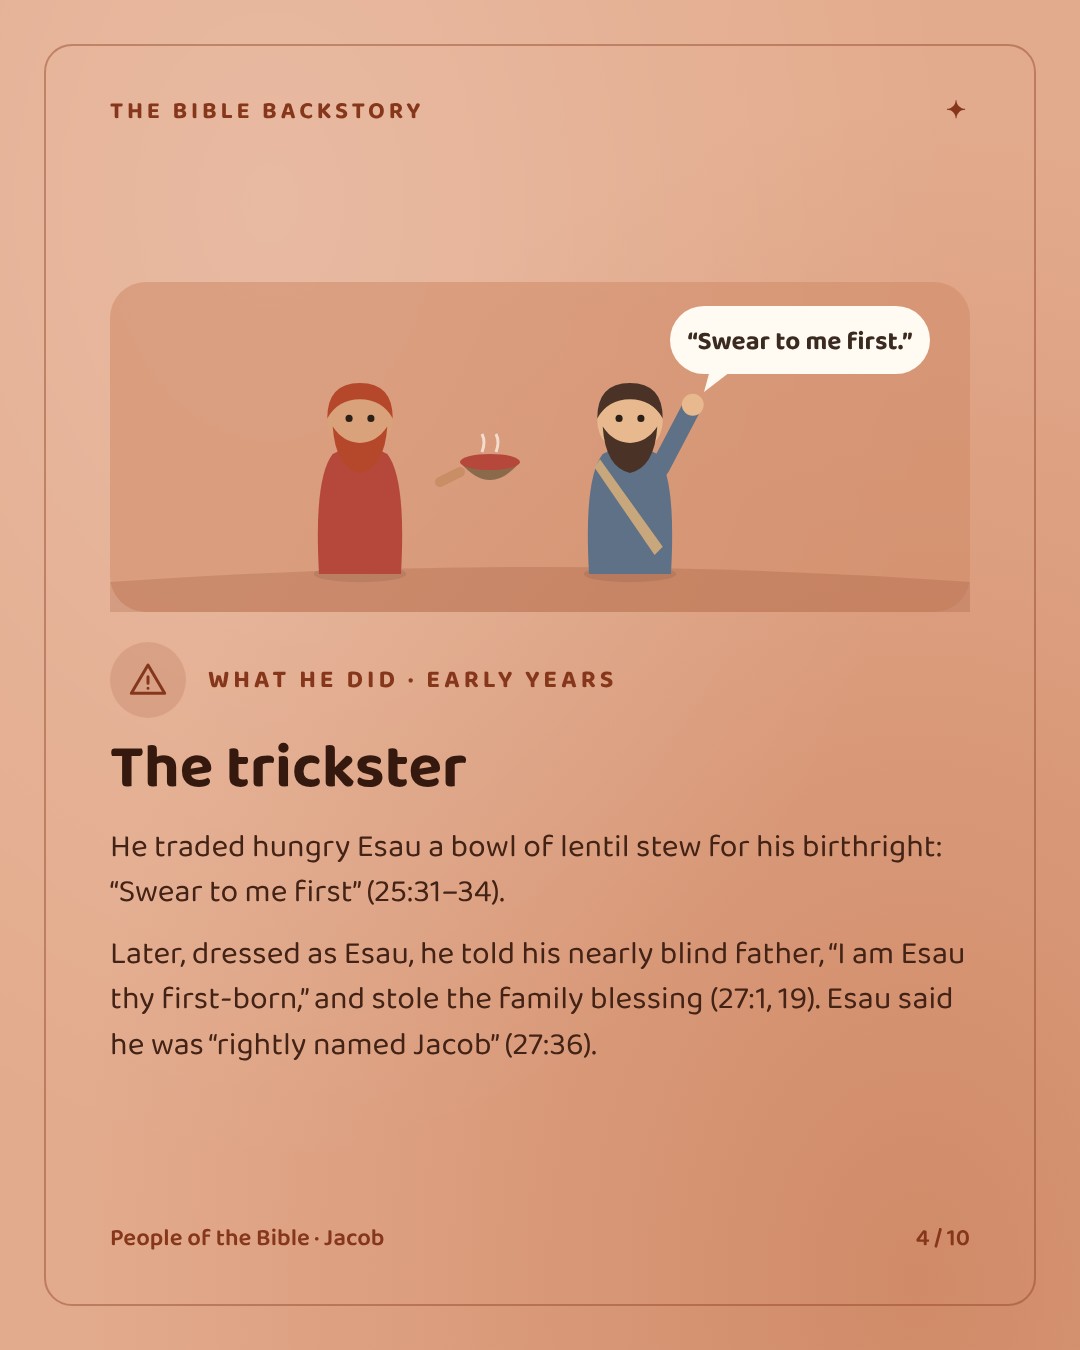 THE BIBLE BACKSTORY
“Swear to me first.”
WHAT HE DID · EARLY YEARS
The trickster
He traded hungry Esau a bowl of lentil stew for his birthright:
“Swear to me first” (25:31–34).
Later, dressed as Esau, he told his nearly blind father, “I am Esau
thy first-born,” and stole the family blessing (27:1, 19). Esau said
he was “rightly named Jacob” (27:36).
People of the Bible · Jacob
4 / 10